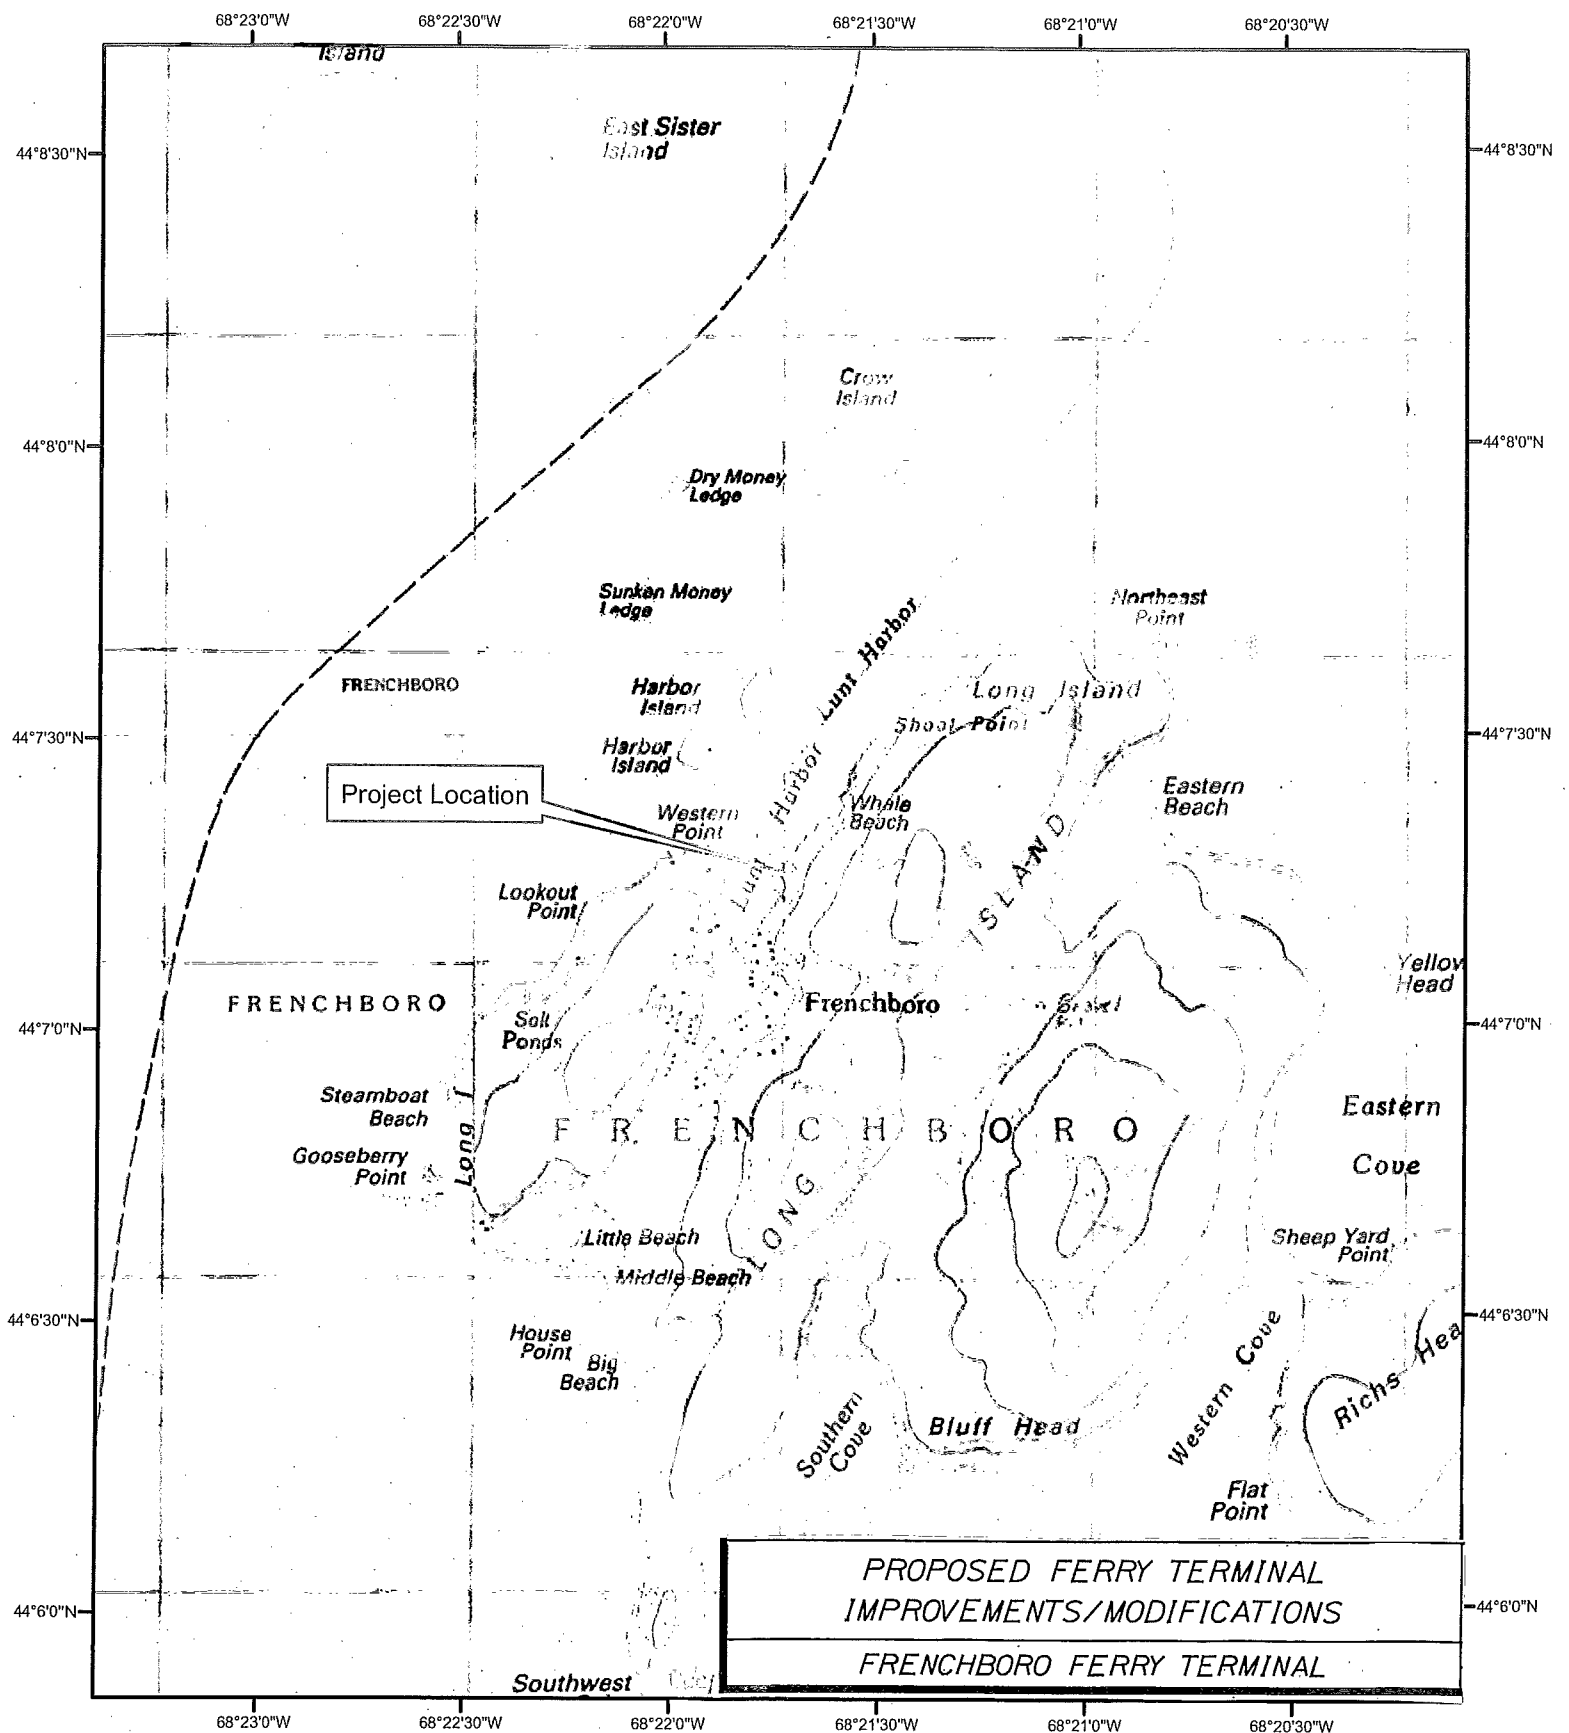 68°23'0"W
68°22'30"W
68°22'0"W
68°21'30"W
68°21'0"W
68°20'30"W
Island
East Sister
Island
44°8'30"N
44°8'30"N
Crow
Island
44°8'0"N
44°8'0"N
Dry Money
Ledge
Sunken Money
Ledge
Northeast
Point
Lunt Harbor
FRENCHBORO
Harbor
Island
Long Island
Shoal Point
44°7'30"N
44°7'30"N
Harbor
Island
Lunt Harbor
Project Location
Western
Point
Whale
Beach
Eastern
Beach
Lookout
Point
LONG ISLAND
Yellow
Head
FRENCHBORO
Frenchboro
Gravel
Salt
Ponds
44°7'0"N
44°7'0"N
Steamboat
Beach
Long I
FRENCHBORO
Eastern
Cove
Gooseberry
Point
Little Beach
Sheep Yard
Point
Middle Beach
44°6'30"N
44°6'30"N
House
Point
Big
Beach
Southern
Cove
Bluff Head
Western Cove
Richs Hea
Flat
Point
PROPOSED FERRY TERMINAL
IMPROVEMENTS/MODIFICATIONS
FRENCHBORO FERRY TERMINAL
44°6'0"N
44°6'0"N
Southwest
68°23'0"W
68°22'30"W
68°22'0"W
68°21'30"W
68°21'0"W
68°20'30"W